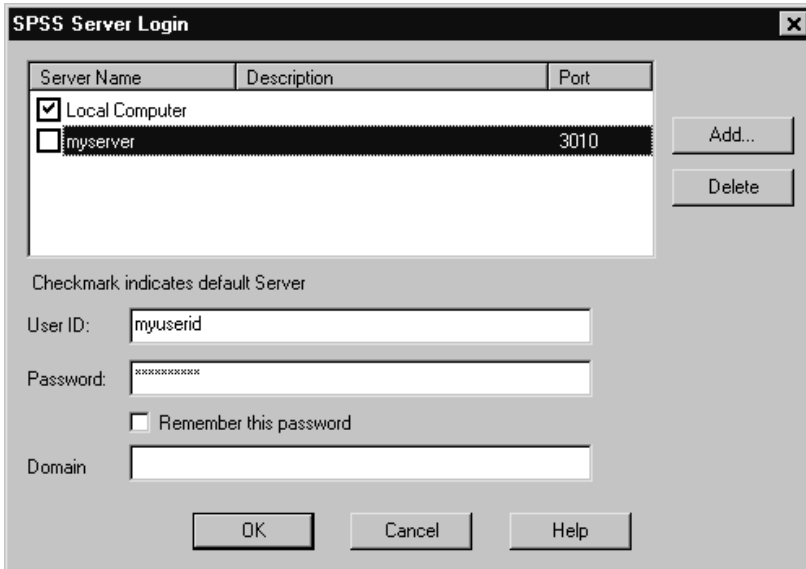 SPSS Server Login
Server Name Description Port
Local Computer
myserver 3010
Add...
Delete
Checkmark indicates default Server
User ID: myuserid
Password: **********
Remember this password
Domain
OK Cancel Help